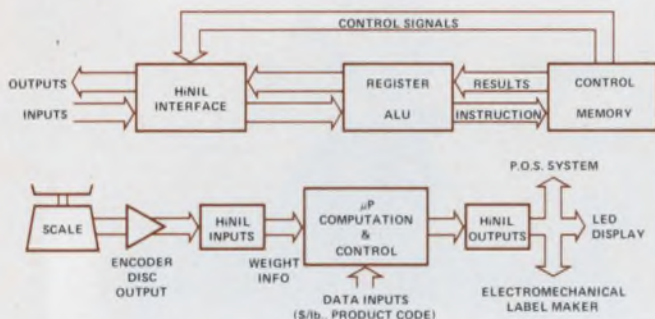 CONTROL SIGNALS
OUTPUTS
INPUTS
HiNIL
INTERFACE
REGISTER
ALU
RESULTS
INSTRUCTION
CONTROL
MEMORY
P.O.S. SYSTEM
SCALE
ENCODER
DISC
OUTPUT
HiNIL
INPUTS
WEIGHT
INFO
μP
COMPUTATION
&
CONTROL
DATA INPUTS
($/lb., PRODUCT CODE)
HiNIL
OUTPUTS
LED
DISPLAY
ELECTROMECHANICAL
LABEL MAKER